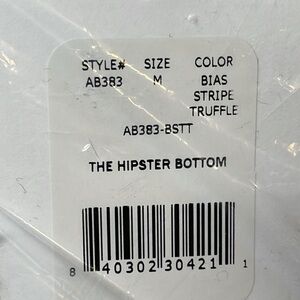 STYLE# SIZE COLOR
AB383 M BIAS
STRIPE
TRUFFLE
AB383-BSTT
THE HIPSTER BOTTOM
8 40302 30421 1